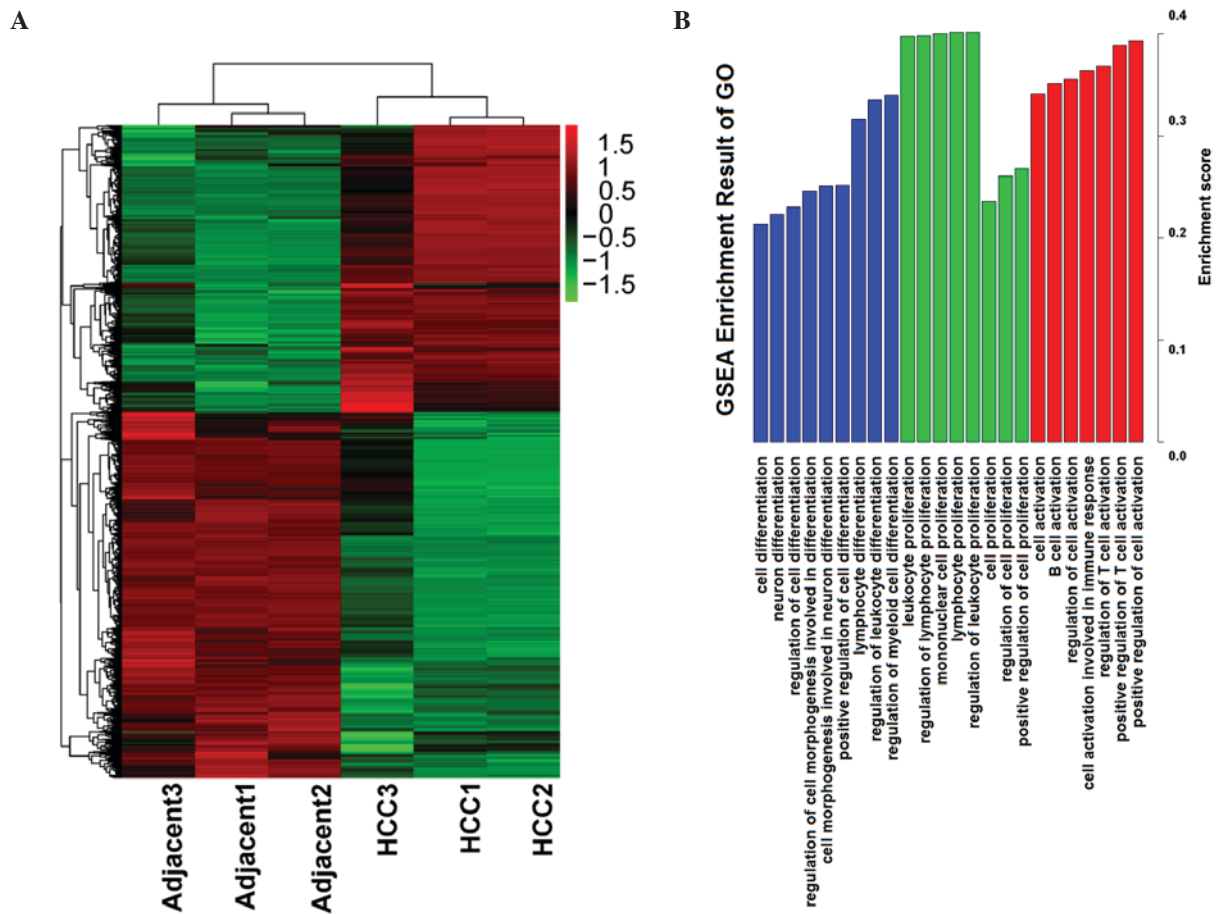 A
1.5
1
0.5
0
−0.5
−1
−1.5
Adjacent3
Adjacent1
Adjacent2
HCC3
HCC1
HCC2
B
GSEA Enrichment Result of GO
0.4
0.3
0.2
0.1
0.0
Enrichment score
cell differentiation
neuron differentiation
regulation of cell differentiation
regulation of cell morphogenesis involved in differentiation
cell morphogenesis involved in neuron differentiation
positive regulation of cell differentiation
lymphocyte differentiation
regulation of leukocyte differentiation
regulation of myeloid cell differentiation
leukocyte proliferation
regulation of lymphocyte proliferation
mononuclear cell proliferation
lymphocyte proliferation
regulation of leukocyte proliferation
cell proliferation
regulation of cell proliferation
positive regulation of cell proliferation
cell activation
B cell activation
regulation of cell activation
cell activation involved in immune response
regulation of T cell activation
positive regulation of T cell activation
positive regulation of cell activation